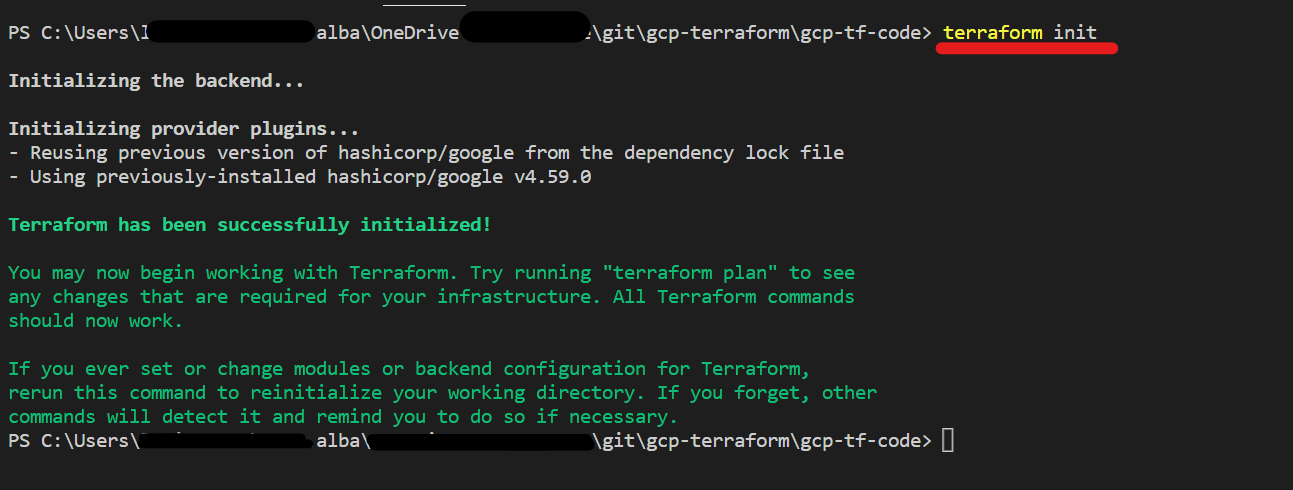 PS C:\Users\l alba\OneDrive e\git\gcp-terraform\gcp-tf-code> terraform init
Initializing the backend...
Initializing provider plugins...
- Reusing previous version of hashicorp/google from the dependency lock file
- Using previously-installed hashicorp/google v4.59.0
Terraform has been successfully initialized!
You may now begin working with Terraform. Try running "terraform plan" to see
any changes that are required for your infrastructure. All Terraform commands
should now work.
If you ever set or change modules or backend configuration for Terraform,
rerun this command to reinitialize your working directory. If you forget, other
commands will detect it and remind you to do so if necessary.
PS C:\Users\ alba\ \git\gcp-terraform\gcp-tf-code>